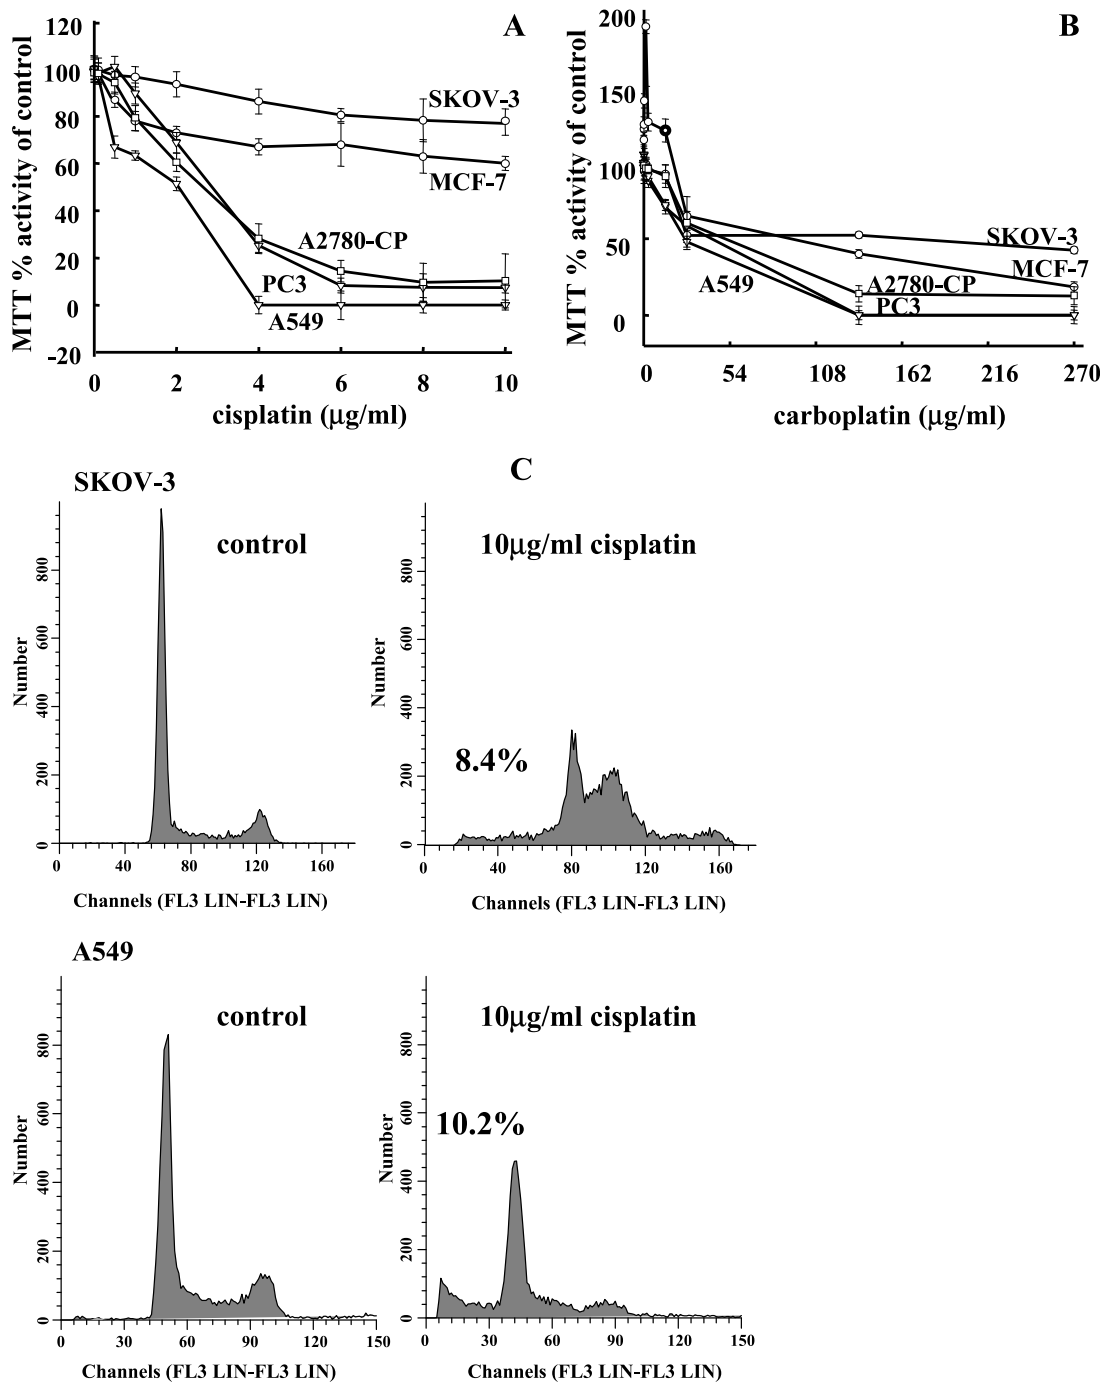 A
MTT % activity of control
120
100
80
60
40
20
0
-20
SKOV-3
MCF-7
A2780-CP
PC3
A549
0 2 4 6 8 10
cisplatin (μg/ml)
B
MTT % activity of control
200
150
100
50
0
SKOV-3
MCF-7
A549
A2780-CP
PC3
0 54 108 162 216 270
carboplatin (μg/ml)
C
SKOV-3
control
Number
800
600
400
200
0
0 40 80 120 160
Channels (FL3 LIN-FL3 LIN)
10μg/ml cisplatin
8.4%
Number
800
600
400
200
0
0 40 80 120 160
Channels (FL3 LIN-FL3 LIN)
A549
control
Number
800
600
400
200
0
0 30 60 90 120 150
Channels (FL3 LIN-FL3 LIN)
10μg/ml cisplatin
10.2%
Number
800
600
400
200
0
0 30 60 90 120 150
Channels (FL3 LIN-FL3 LIN)